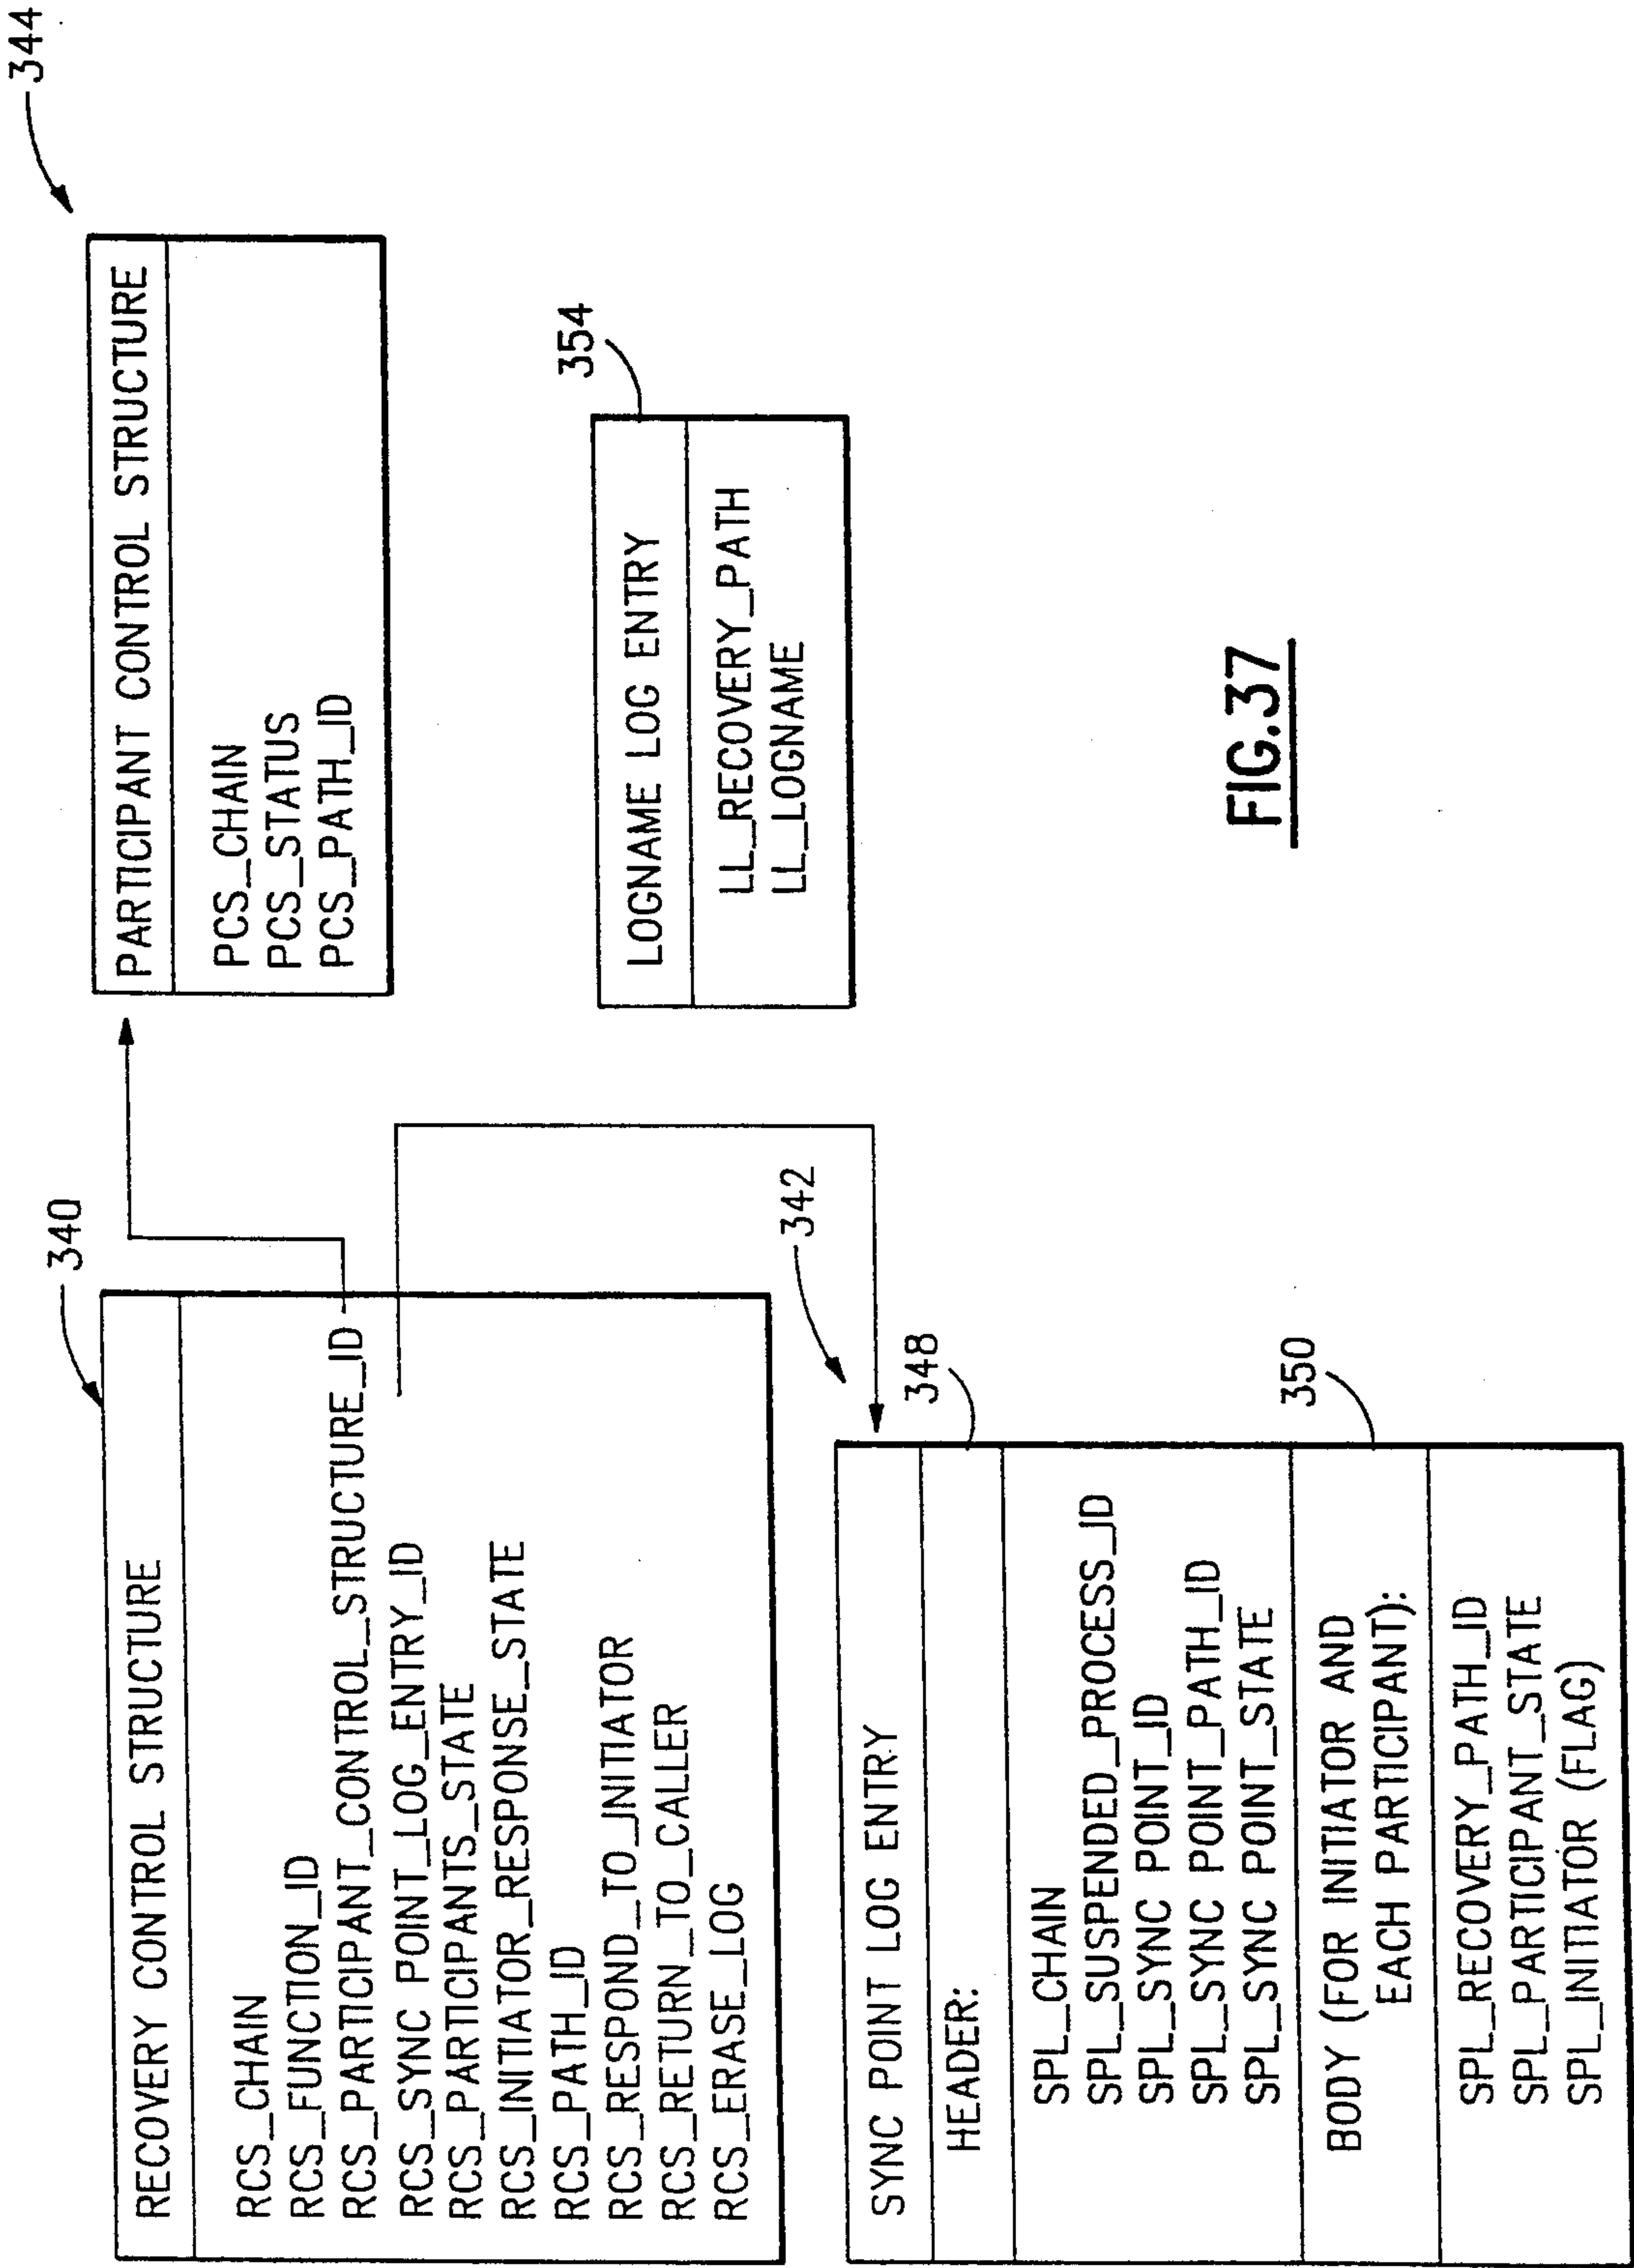 340
RECOVERY CONTROL STRUCTURE
RCS_CHAIN
RCS_FUNCTION_ID
RCS_PARTICIPANT_CONTROL_STRUCTURE_ID
RCS_SYNC POINT_LOG_ENTRY_ID
RCS_PARTICIPANTS_STATE
RCS_INITIATOR_RESPONSE_STATE
RCS_PATH_ID
RCS_RESPOND_TO_INITIATOR
RCS_RETURN_TO_CALLER
RCS_ERASE_LOG
344
PARTICIPANT CONTROL STRUCTURE
PCS_CHAIN
PCS_STATUS
PCS_PATH_ID
354
LOGNAME LOG ENTRY
LL_RECOVERY_PATH
LL_LOGNAME
342
SYNC POINT LOG ENTRY
348
HEADER:
SPL_CHAIN
SPL_SUSPENDED_PROCESS_ID
SPL_SYNC POINT_ID
SPL_SYNC POINT_PATH_ID
SPL_SYNC POINT_STATE
350
BODY (FOR INITIATOR AND
EACH PARTICIPANT):
SPL_RECOVERY_PATH_ID
SPL_PARTICIPANT_STATE
SPL_INITIATOR (FLAG)
FIG.37